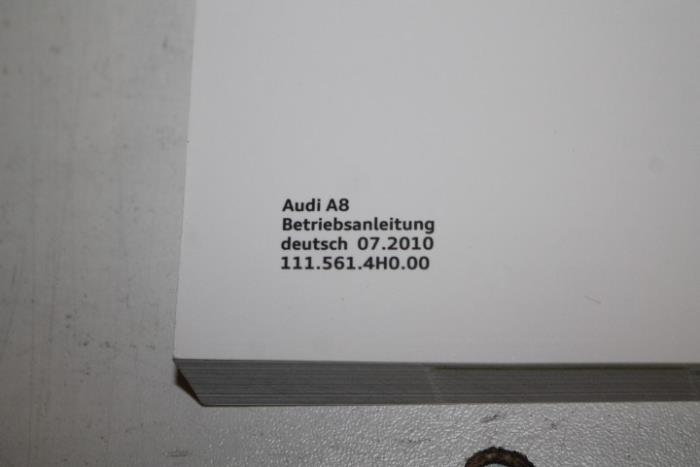 Audi A8
Betriebsanleitung
deutsch 07.2010
111.561.4H0.00